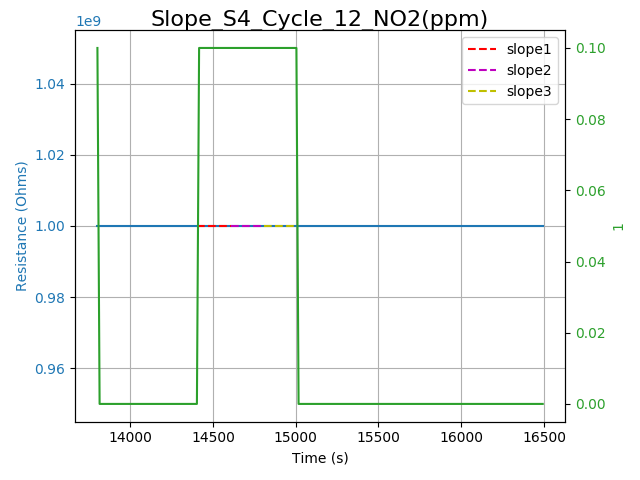 Slope_S4_Cycle_12_NO2(ppm)
1e9
slope1
slope2
slope3
1.04
1.02
1.00
0.98
0.96
Resistance (Ohms)
0.10
0.08
0.06
0.04
0.02
0.00
1
14000 14500 15000 15500 16000 16500
Time (s)